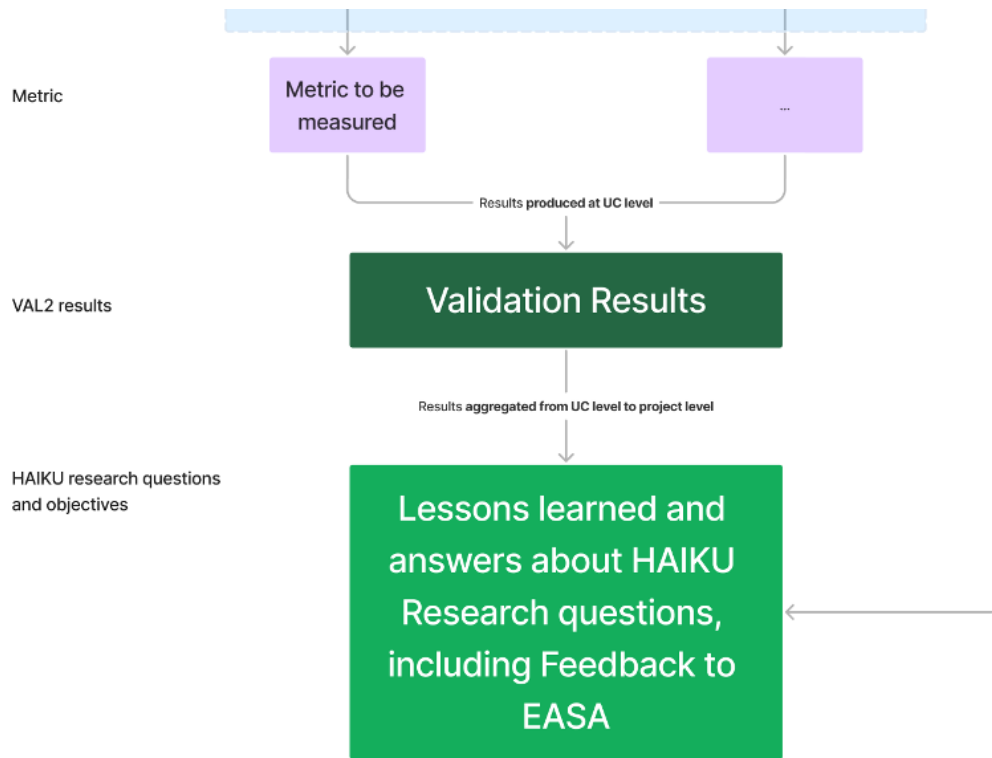 Metric
Metric to be
measured
...
Results produced at UC level
VAL2 results
Validation Results
Results aggregated from UC level to project level
HAIKU research questions
and objectives
Lessons learned and
answers about HAIKU
Research questions,
including Feedback to
EASA